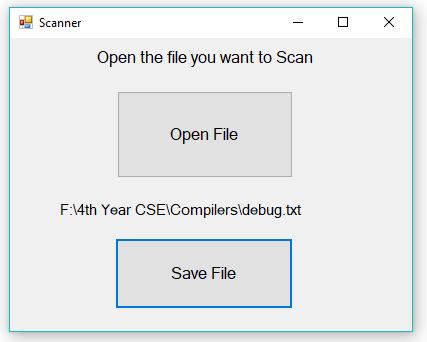 Scanner
Open the file you want to Scan
Open File
F:\4th Year CSE\Compilers\debug.txt
Save File